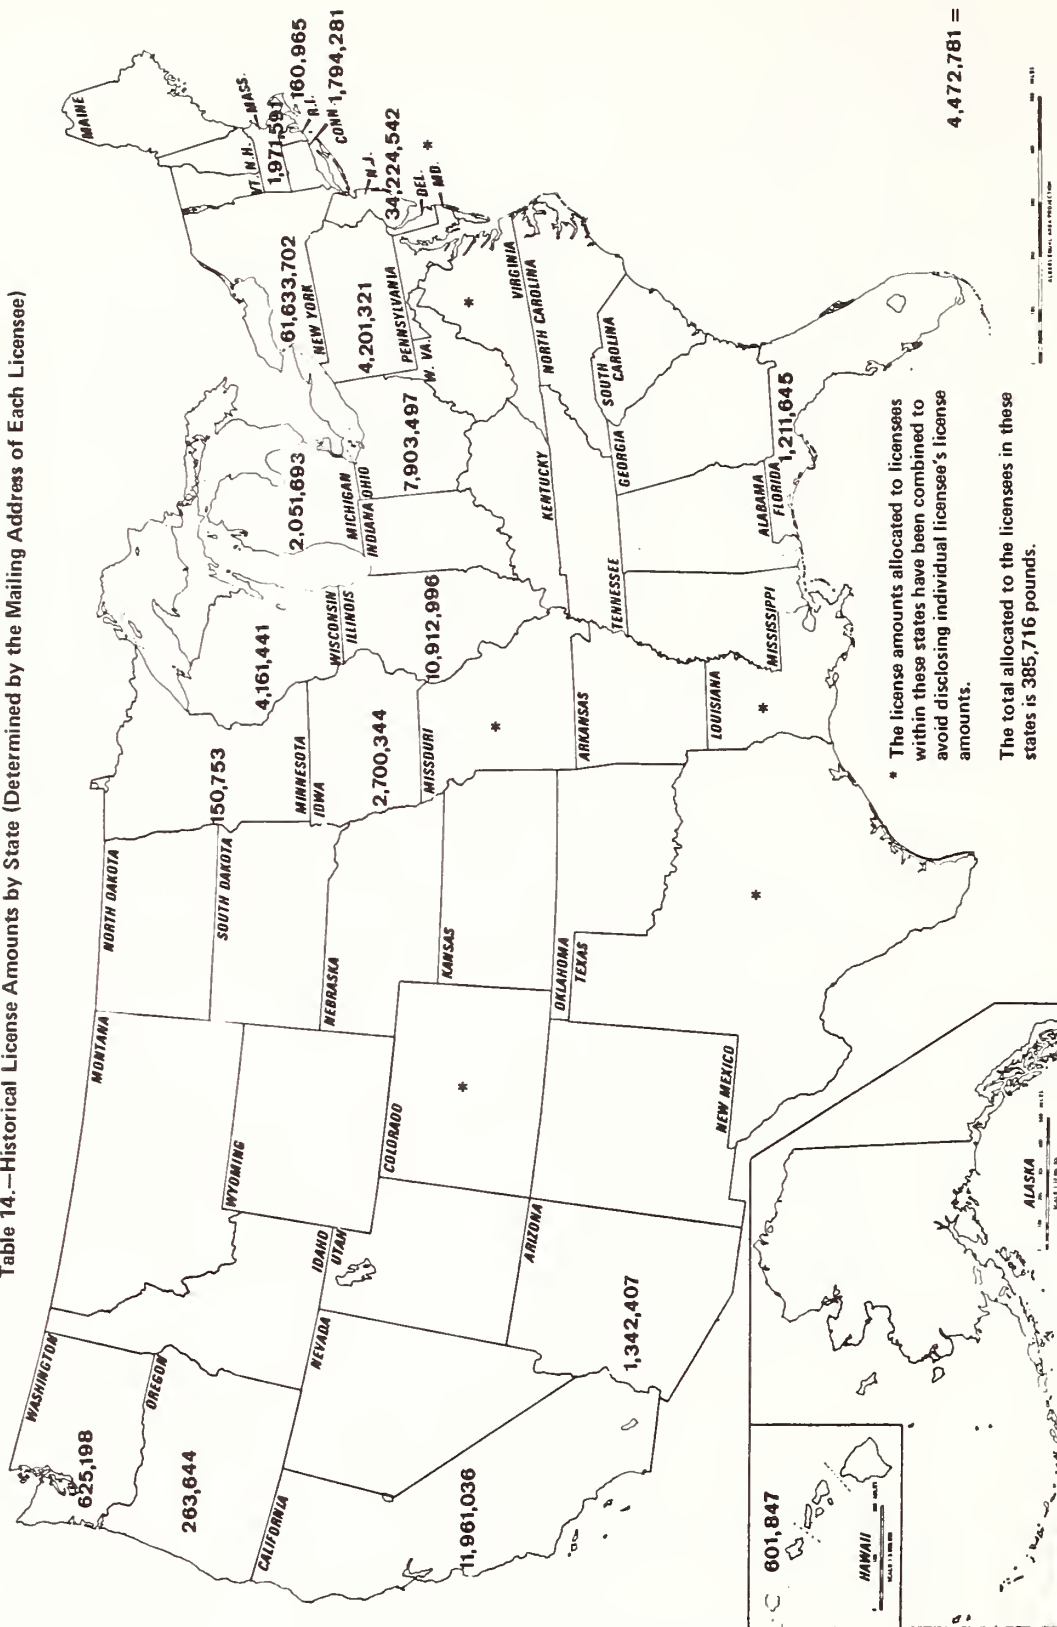 Table 14.—Historical License Amounts by State (Determined by the Mailing Address of Each Licensee)
WASHINGTON
625,198
OREGON
263,644
CALIFORNIA
11,961,036
NEVADA
IDAHO
UTAH
ARIZONA
1,342,407
MONTANA
WYOMING
COLORADO
*
NEW MEXICO
NORTH DAKOTA
SOUTH DAKOTA
NEBRASKA
KANSAS
OKLAHOMA
TEXAS
*
150,753
MINNESOTA
IOWA
2,700,344
MISSOURI
*
ARKANSAS
LOUISIANA
*
4,161,441
WISCONSIN
ILLINOIS
10,912,996
2,051,693
MICHIGAN
INDIANA
OHIO
7,903,497
KENTUCKY
TENNESSEE
MISSISSIPPI
ALABAMA
FLORIDA
1,211,645
GEORGIA
SOUTH CAROLINA
NORTH CAROLINA
VIRGINIA
*
W. VA.
PENNSYLVANIA
4,201,321
NEW YORK
61,633,702
MAINE
VT.
N.H.
MASS.
1,971,591
R.I.
160,965
CONN.
1,794,281
N.J.
34,224,542
DEL.
MD.
*
601,847
HAWAII
ALASKA
* The license amounts allocated to licensees
within these states have been combined to
avoid disclosing individual licensee's license
amounts.
The total allocated to the licensees in these
states is 385,716 pounds.
4,472,781 =